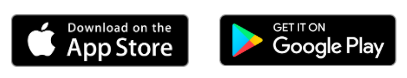 Download on the
App Store
GET IT ON
Google Play